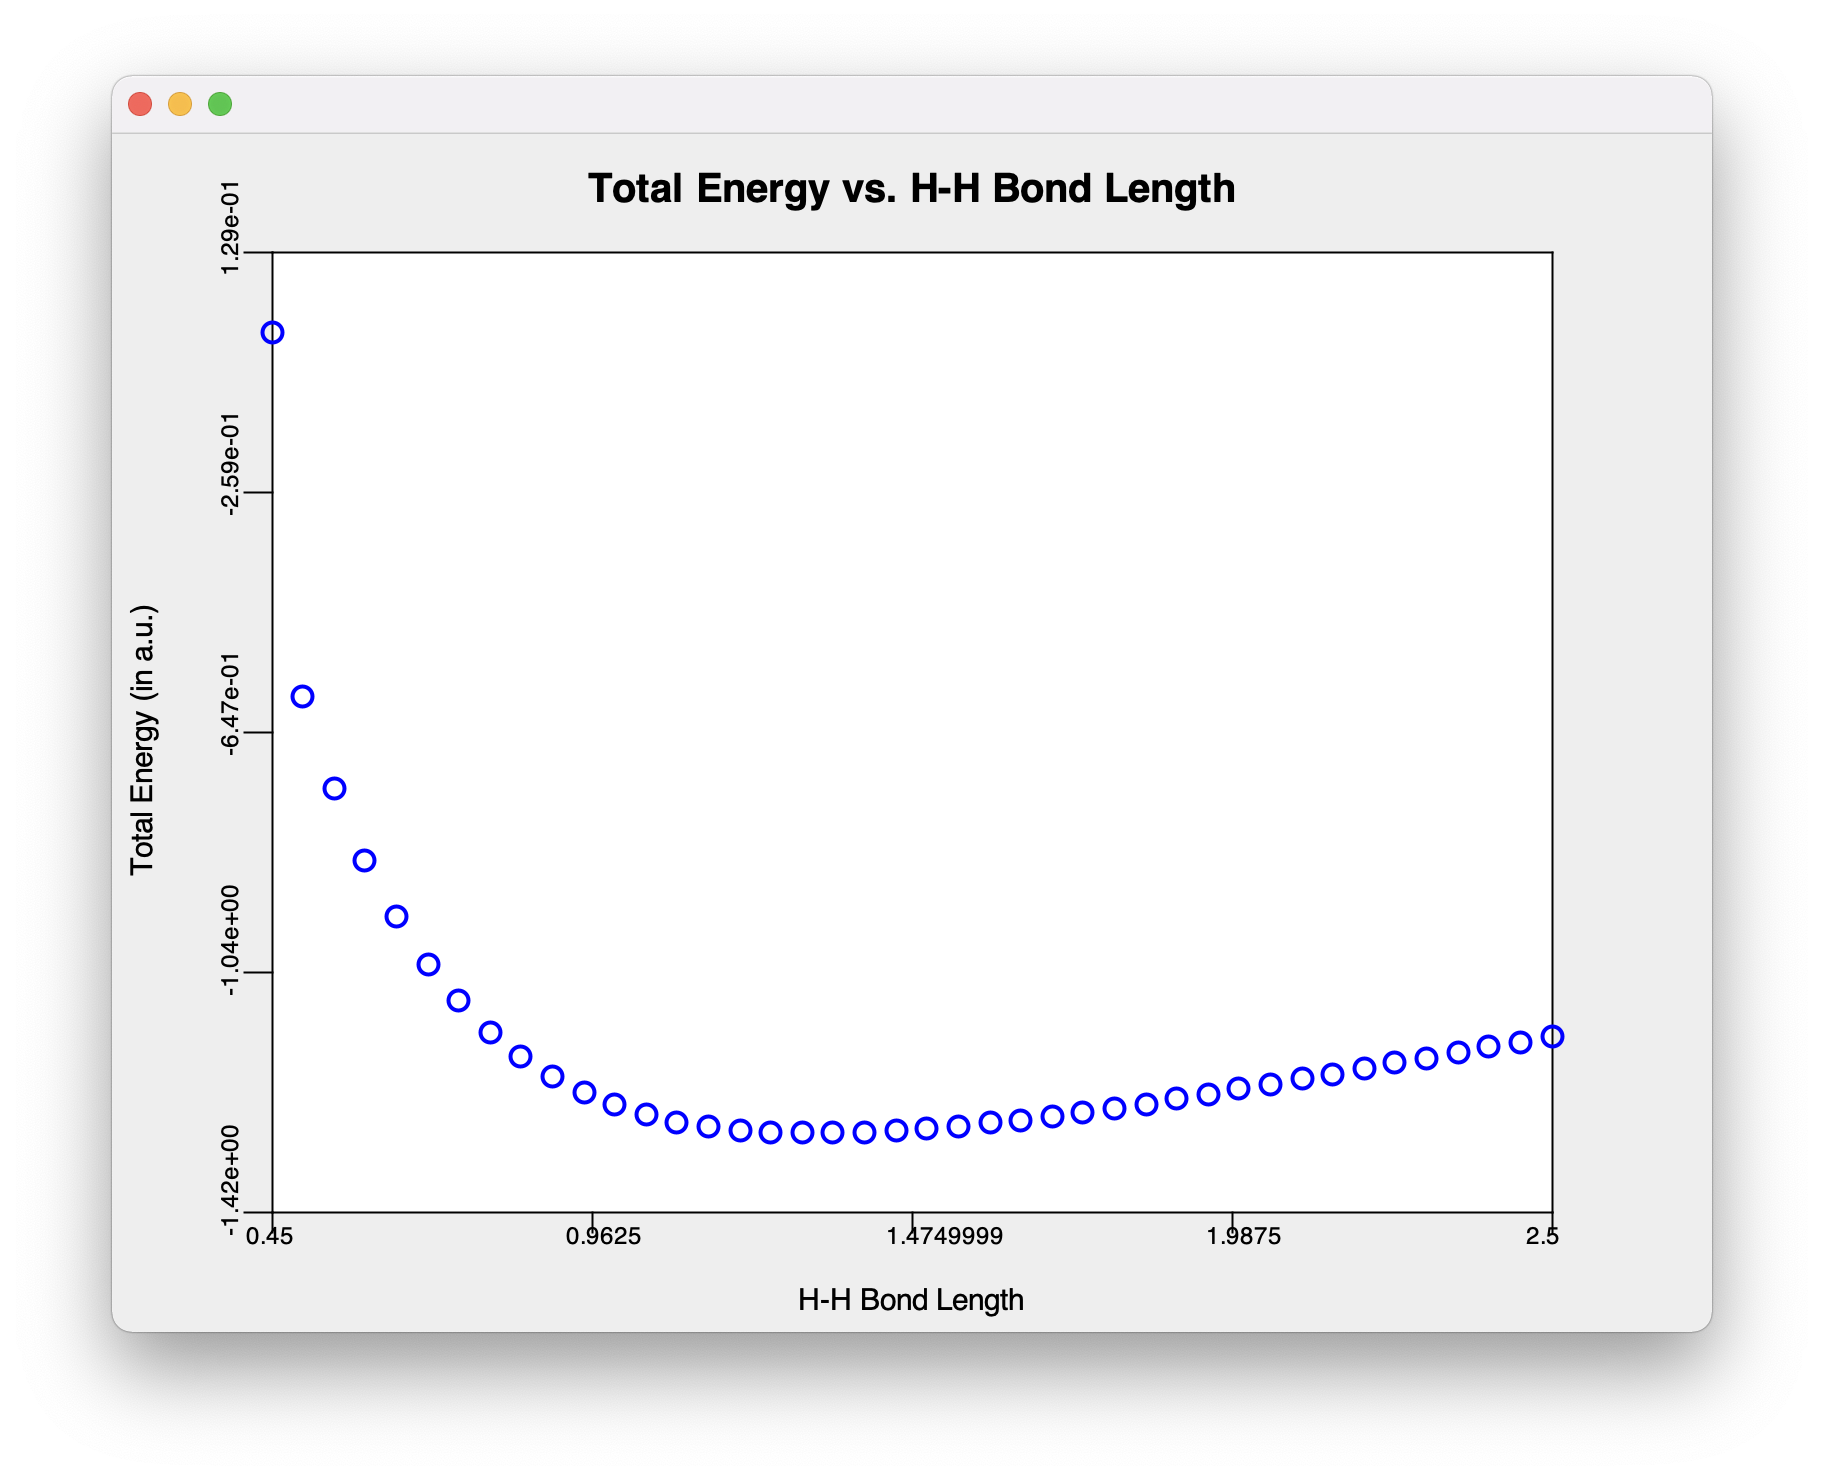 Total Energy vs. H-H Bond Length
1.29e-01
-2.59e-01
-6.47e-01
-1.04e+00
-1.42e+00
Total Energy (in a.u.)
0.45
0.9625
1.4749999
1.9875
2.5
H-H Bond Length